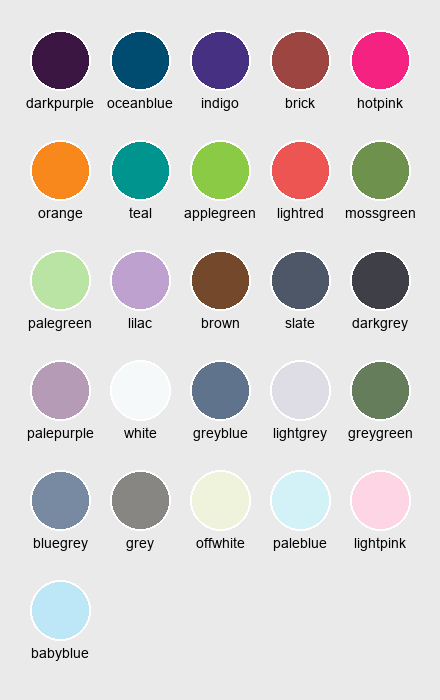 darkpurple oceanblue indigo brick hotpink
orange teal applegreen lightred mossgreen
palegreen lilac brown slate darkgrey
palepurple white greyblue lightgrey greygreen
bluegrey grey offwhite paleblue lightpink
babyblue